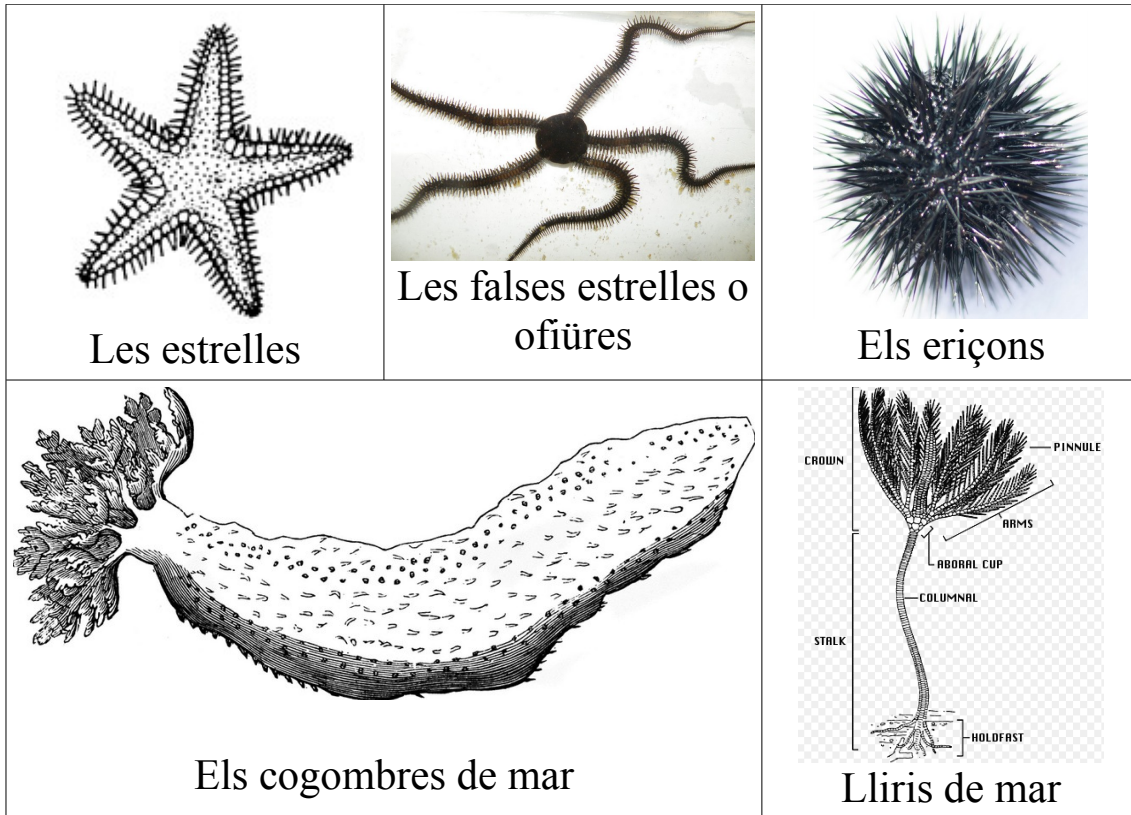 Les estrelles
Les falses estrelles o
ofiüres
Els eriçons
Els cogombres de mar
CROWN
PINNULE
ARMS
ABORAL CUP
COLUMNAL
STALK
HOLDFAST
Lliris de mar